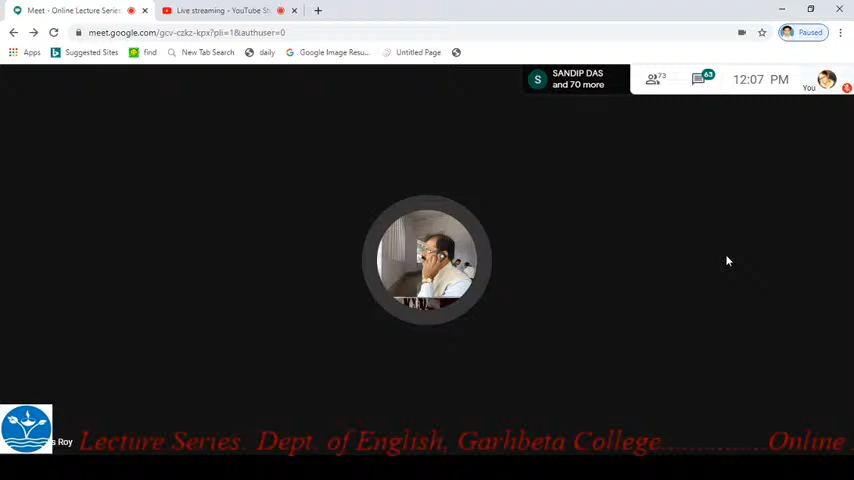 Meet - Online Lecture Series:
Live streaming - YouTube St
meet.google.com/gcv-czkz-kpx?pli=1&authuser=0
Paused
Apps
Suggested Sites
find
New Tab Search
daily
Google Image Resu...
Untitled Page
S
SANDIP DAS
and 70 more
73
63
12:07 PM
You
s Roy
Lecture Series. Dept. of English, Garhbeta College..............Online